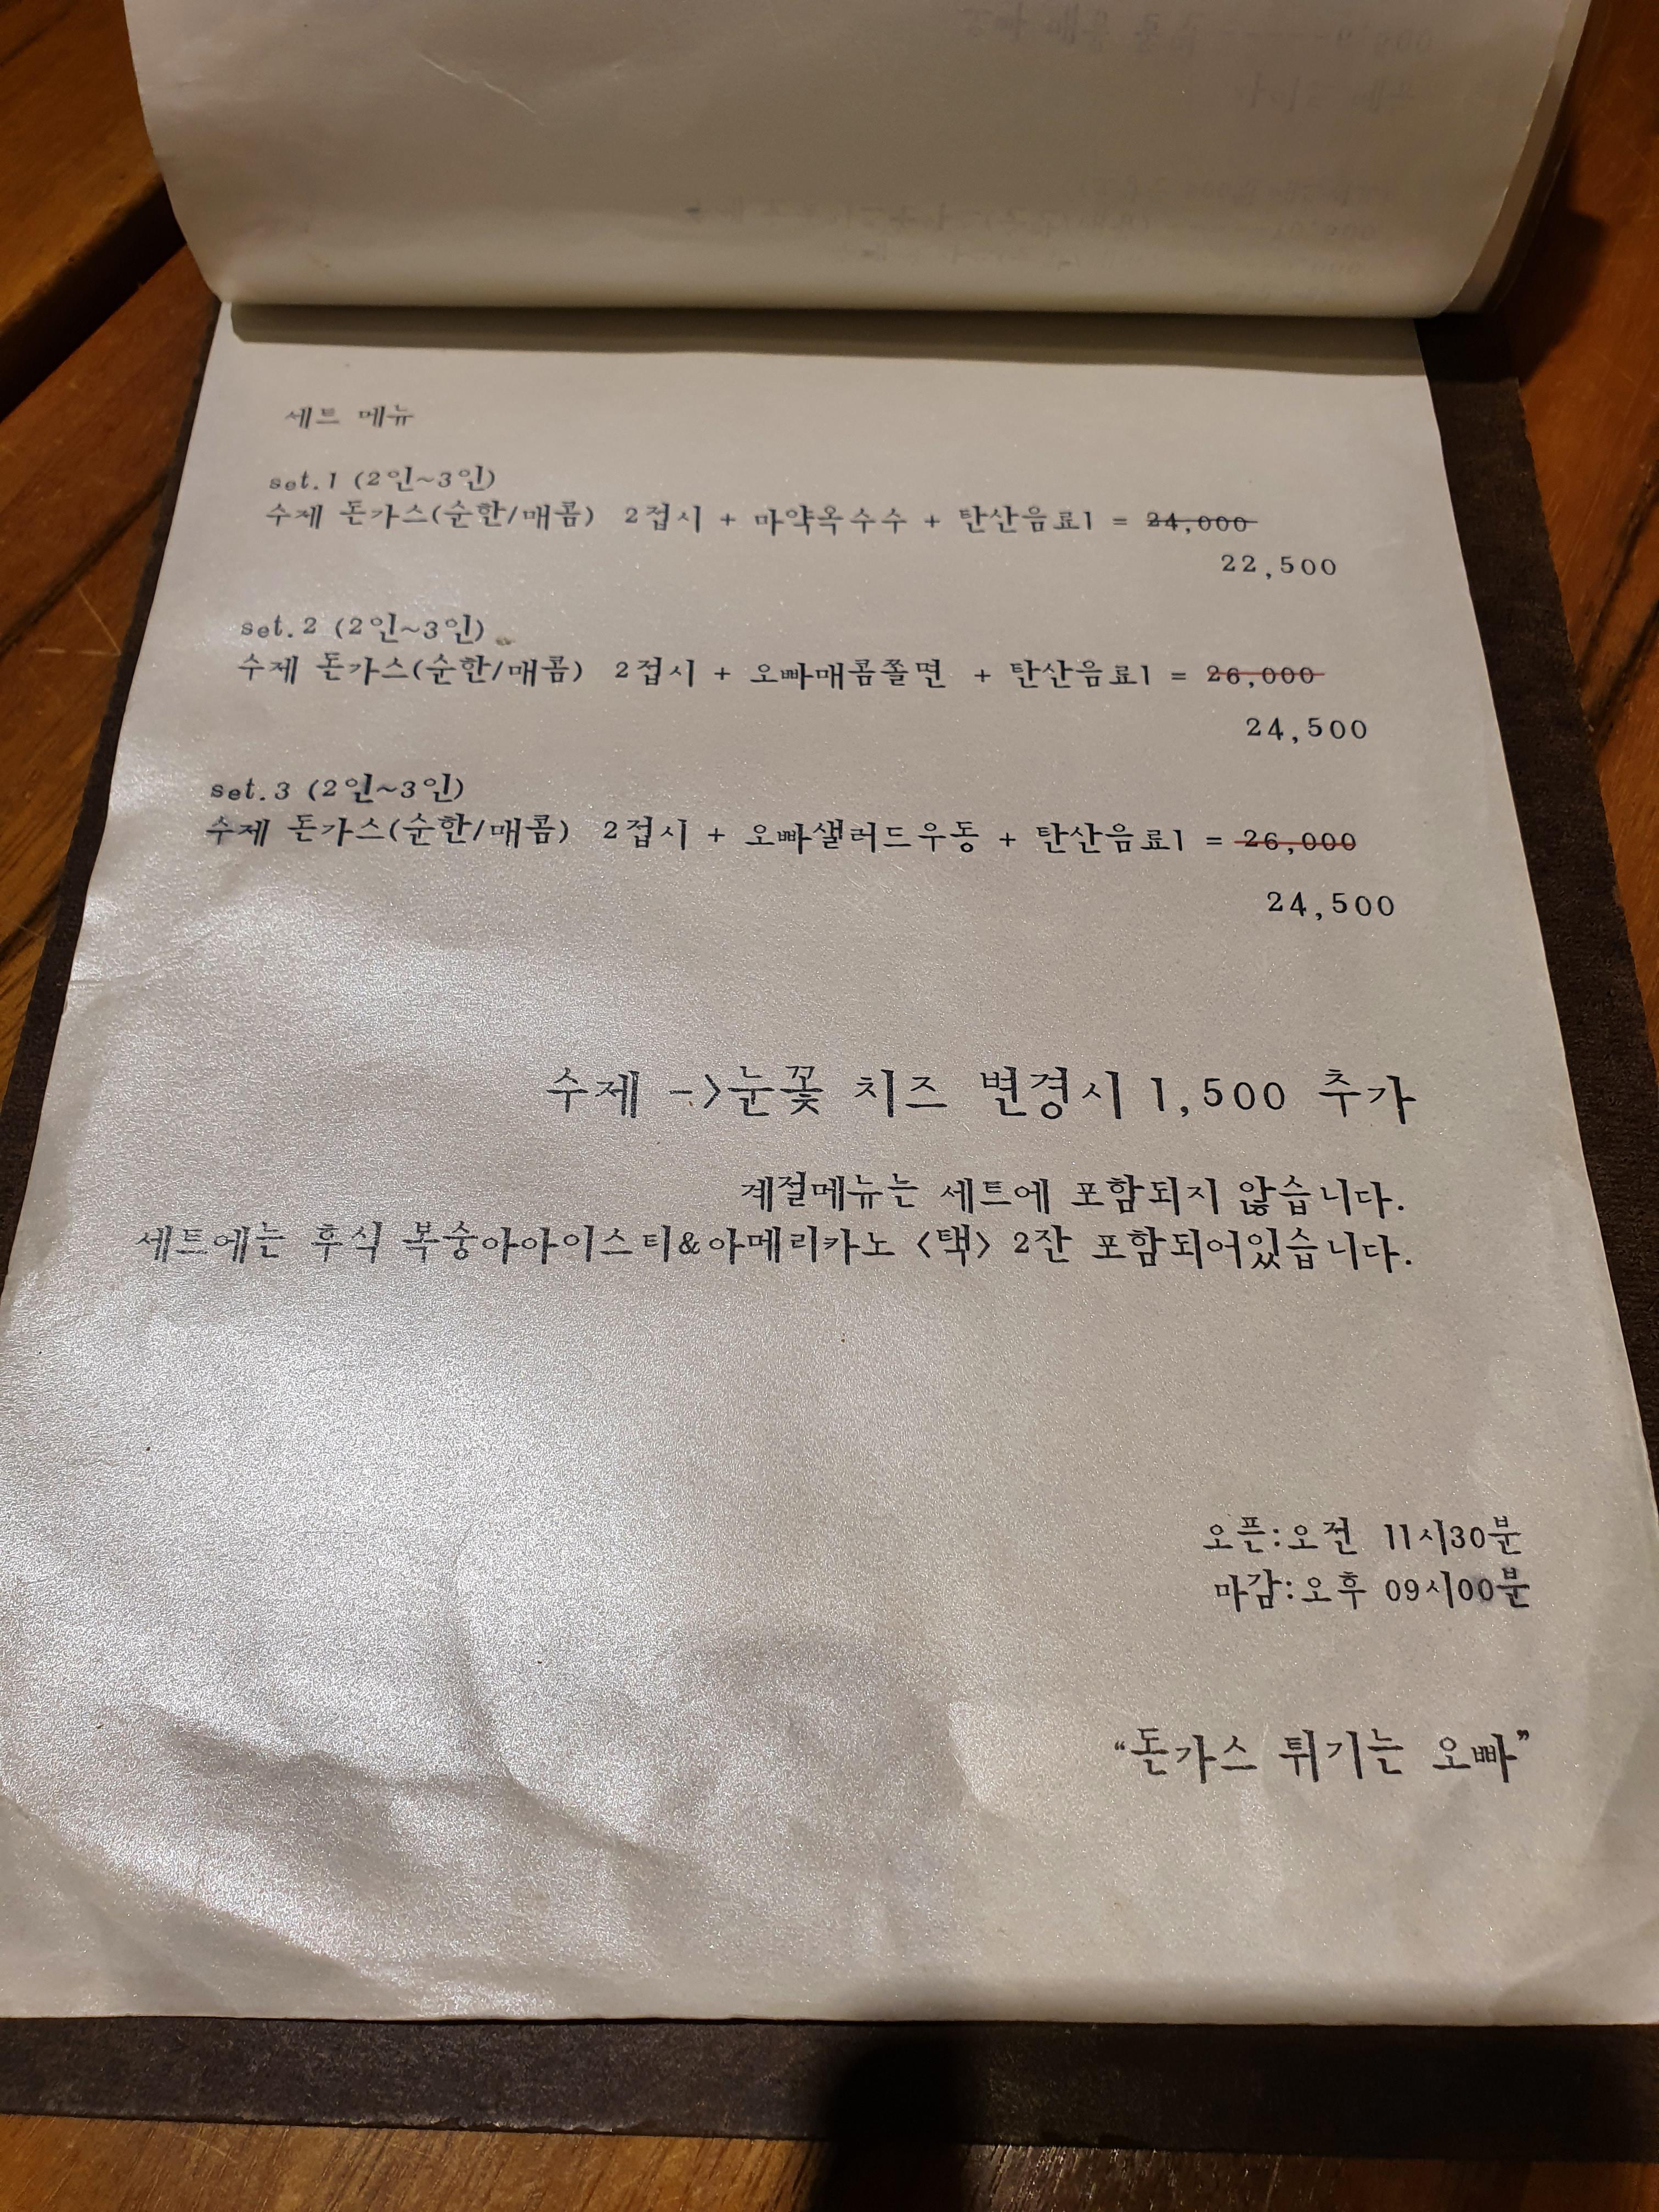 세트 메뉴
set.1 (2인~3인)
수제 돈가스(순한/매콤) 2접시 + 마약옥수수 + 탄산음료1 = 24,000
22,500
set.2 (2인~3인)
수제 돈가스(순한/매콤) 2접시 + 오빠매콤쫄면 + 탄산음료1 = 26,000
24,500
set.3 (2인~3인)
수제 돈가스(순한/매콤) 2접시 + 오빠샐러드우동 + 탄산음료1 = 26,000
24,500
수제 ->눈꽃 치즈 변경시 1,500 추가
계절메뉴는 세트에 포함되지 않습니다.
세트에는 후식 복숭아아이스티&아메리카노 <택> 2잔 포함되어있습니다.
오픈:오전 11시30분
마감:오후 09시00분
“돈가스 튀기는 오빠”